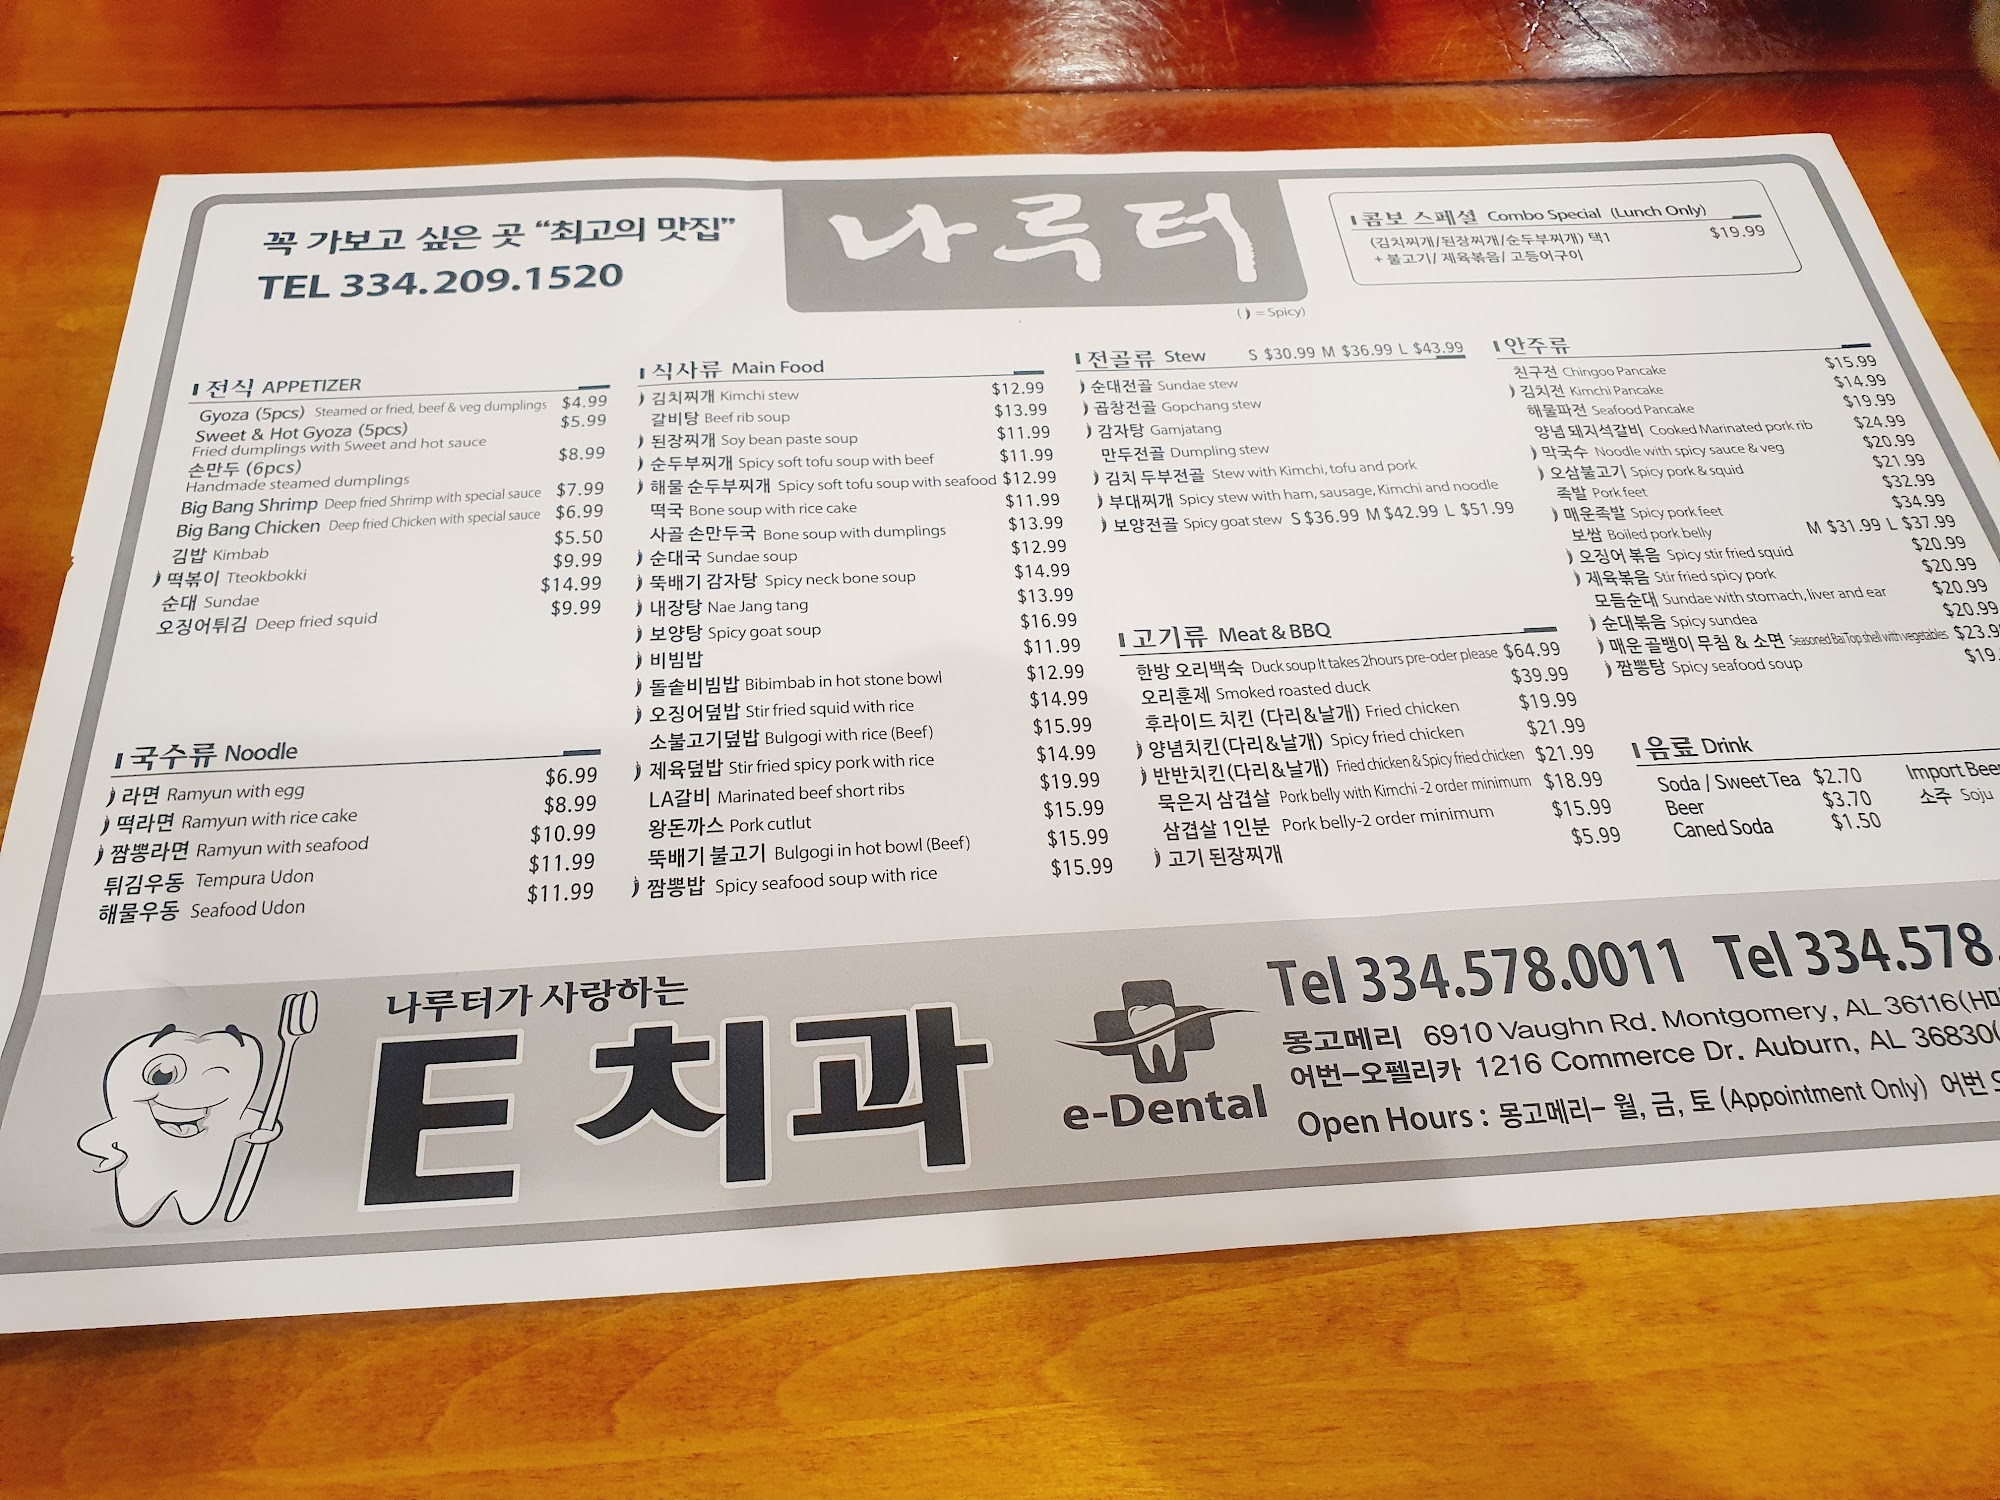 꼭 가보고 싶은 곳 “최고의 맛집”
TEL 334.209.1520
나루터
( = Spicy)
콤보 스페셜 Combo Special (Lunch Only)
(김치찌개/된장찌개/순두부찌개) 택1 $19.99
+ 불고기/ 제육볶음/ 고등어구이
전식 APPETIZER
Gyoza (5pcs) Steamed or fried, beef & veg dumplings $4.99
Sweet & Hot Gyoza (5pcs) $5.99
Fried dumplings with Sweet and hot sauce
손만두 (6pcs) $8.99
Handmade steamed dumplings
Big Bang Shrimp Deep fried Shrimp with special sauce $7.99
Big Bang Chicken Deep fried Chicken with special sauce $6.99
김밥 Kimbab $5.50
떡볶이 Tteokbokki $9.99
순대 Sundae $14.99
오징어튀김 Deep fried squid $9.99
국수류 Noodle
라면 Ramyun with egg $6.99
떡라면 Ramyun with rice cake $8.99
짬뽕라면 Ramyun with seafood $10.99
튀김우동 Tempura Udon $11.99
해물우동 Seafood Udon $11.99
식사류 Main Food
김치찌개 Kimchi stew $12.99
갈비탕 Beef rib soup $13.99
된장찌개 Soy bean paste soup $11.99
순두부찌개 Spicy soft tofu soup with beef $11.99
해물 순두부찌개 Spicy soft tofu soup with seafood $12.99
떡국 Bone soup with rice cake $11.99
사골 손만두국 Bone soup with dumplings $13.99
순대국 Sundae soup $12.99
뚝배기 감자탕 Spicy neck bone soup $14.99
내장탕 Nae Jang tang $13.99
보양탕 Spicy goat soup $16.99
비빔밥 $11.99
돌솥비빔밥 Bibimbab in hot stone bowl $12.99
오징어덮밥 Stir fried squid with rice $14.99
소불고기덮밥 Bulgogi with rice (Beef) $15.99
제육덮밥 Stir fried spicy pork with rice $14.99
LA갈비 Marinated beef short ribs $19.99
왕돈까스 Pork cutlut $15.99
뚝배기 불고기 Bulgogi in hot bowl (Beef) $15.99
짬뽕밥 Spicy seafood soup with rice $15.99
전골류 Stew S $30.99 M $36.99 L $43.99
순대전골 Sundae stew
곱창전골 Gopchang stew
감자탕 Gamjatang
만두전골 Dumpling stew
김치 두부전골 Stew with Kimchi, tofu and pork
부대찌개 Spicy stew with ham, sausage, Kimchi and noodle
보양전골 Spicy goat stew S $36.99 M $42.99 L $51.99
고기류 Meat & BBQ
한방 오리백숙 Duck soup It takes 2hours pre-oder please $64.99
오리훈제 Smoked roasted duck $39.99
후라이드 치킨 (다리&날개) Fried chicken $19.99
양념치킨(다리&날개) Spicy fried chicken $21.99
반반치킨(다리&날개) Fried chicken & Spicy fried chicken $21.99
묵은지 삼겹살 Pork belly with Kimchi -2 order minimum $18.99
삼겹살 1인분 Pork belly-2 order minimum $15.99
고기 된장찌개 $5.99
안주류
친구전 Chingoo Pancake $15.99
김치전 Kimchi Pancake $14.99
해물파전 Seafood Pancake $19.99
양념 돼지석갈비 Cooked Marinated pork rib $24.99
막국수 Noodle with spicy sauce & veg $20.99
오삼불고기 Spicy pork & squid $21.99
족발 Pork feet $32.99
매운족발 Spicy pork feet $34.99
보쌈 Boiled pork belly M $31.99 L $37.99
오징어 볶음 Spicy stir fried squid $20.99
제육볶음 Stir fried spicy pork $20.99
모듬순대 Sundae with stomach, liver and ear $20.99
순대볶음 Spicy sundea $20.99
매운 골뱅이 무침 & 소면 Seasoned Bai Top shell with vegetables $23.9
짬뽕탕 Spicy seafood soup $19.
음료 Drink
Soda / Sweet Tea $2.70 Import Beer
Beer $3.70 소주 Soju
Caned Soda $1.50
나루터가 사랑하는
E 치과
e-Dental
Tel 334.578.0011 Tel 334.578.
몽고메리 6910 Vaughn Rd. Montgomery, AL 36116(H마
어번-오펠리카 1216 Commerce Dr. Auburn, AL 36830(
Open Hours : 몽고메리- 월, 금, 토 (Appointment Only) 어번